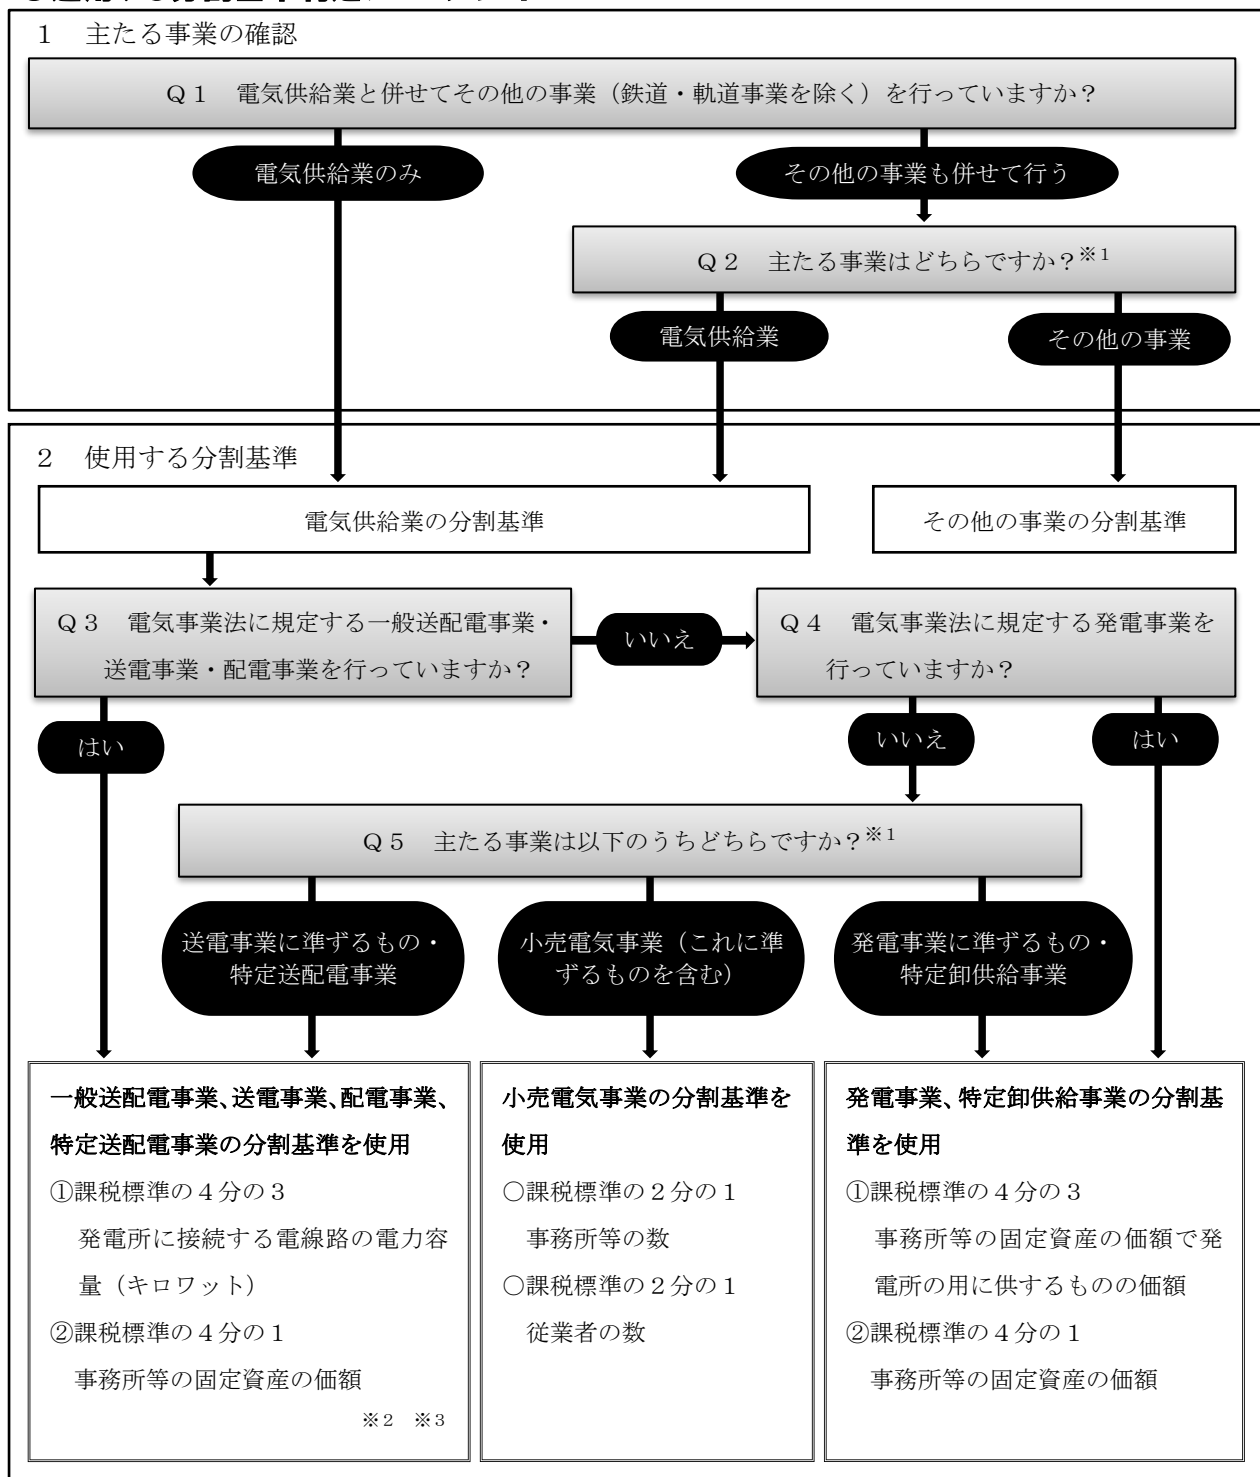 1　主たる事業の確認
Ｑ１　電気供給業と併せてその他の事業（鉄道・軌道事業を除く）を行っていますか？
電気供給業のみ
その他の事業も併せて行う
Ｑ２　主たる事業はどちらですか？※1
電気供給業
その他の事業
2　使用する分割基準
電気供給業の分割基準
その他の事業の分割基準
Ｑ３　電気事業法に規定する一般送配電事業・
送電事業・配電事業を行っていますか？
いいえ
Ｑ４　電気事業法に規定する発電事業を
行っていますか？
はい
いいえ
はい
Ｑ５　主たる事業は以下のうちどちらですか？※1
送電事業に準ずるもの・
特定送配電事業
小売電気事業（これに準
ずるものを含む）
発電事業に準ずるもの・
特定卸供給事業
一般送配電事業、送電事業、配電事業、
特定送配電事業の分割基準を使用
①課税標準の４分の３
発電所に接続する電線路の電力容
量（キロワット）
②課税標準の４分の１
事務所等の固定資産の価額
※2　※3
小売電気事業の分割基準を
使用
○課税標準の２分の１
事務所等の数
○課税標準の２分の１
従業者の数
発電事業、特定卸供給事業の分割基
準を使用
①課税標準の４分の３
事務所等の固定資産の価額で発
電所の用に供するものの価額
②課税標準の４分の１
事務所等の固定資産の価額